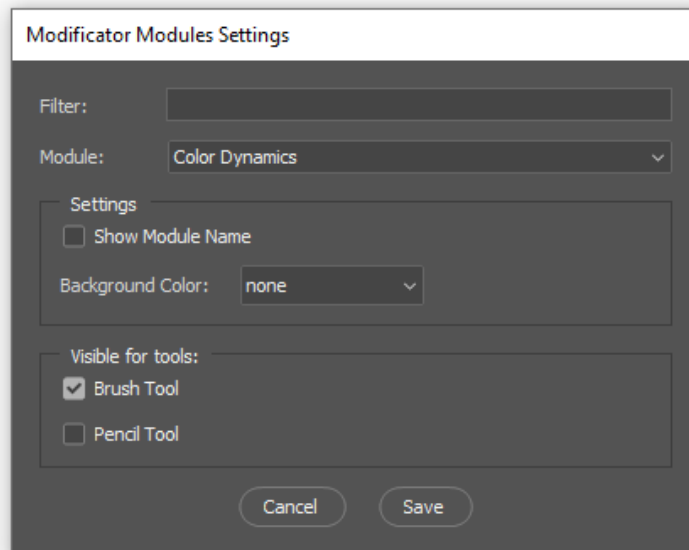 Modificator Modules Settings
Filter:
Module: Color Dynamics
Settings
Show Module Name
Background Color: none
Visible for tools:
Brush Tool
Pencil Tool
Cancel Save